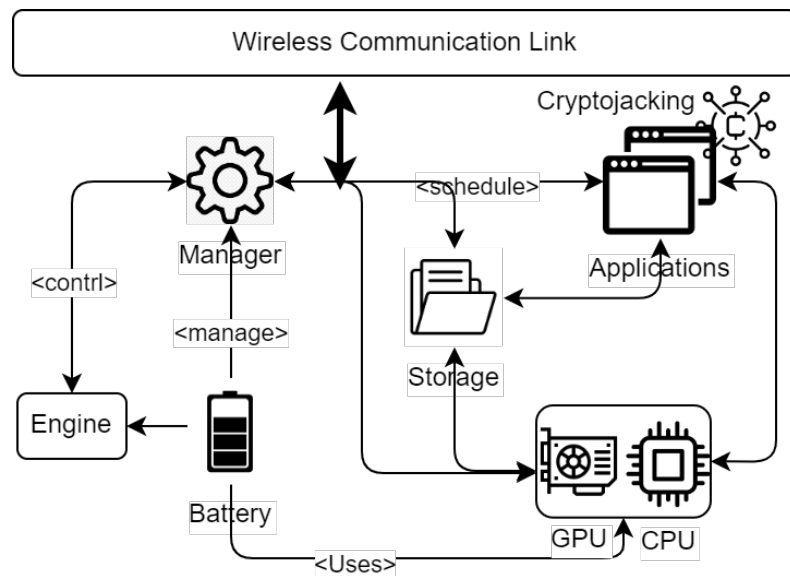 Wireless Communication Link
Cryptojacking
<schedule>
Manager
Applications
<contrl>
<manage>
Storage
Engine
Battery
GPU
CPU
<Uses>